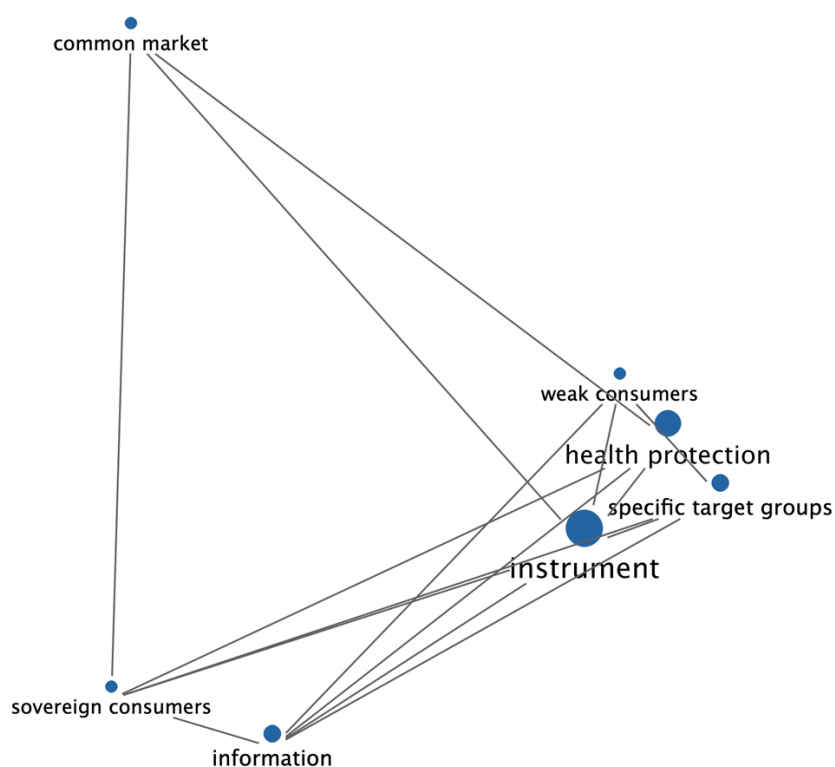 common market
weak consumers
health protection
specific target groups
instrument
sovereign consumers
information